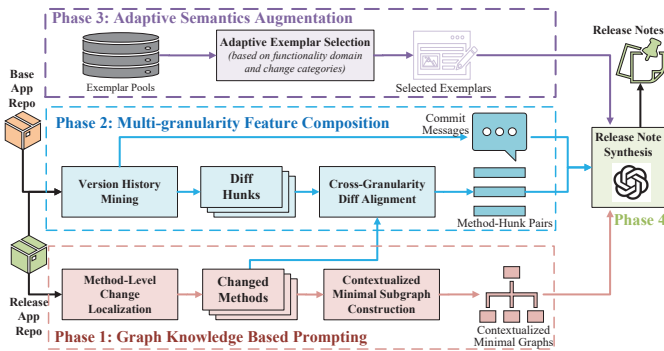 Phase 3: Adaptive Semantics Augmentation
Exemplar Pools
Adaptive Exemplar Selection
(based on functionality domain
and change categories)
Selected Exemplars
Release Notes
Base
App
Repo
Phase 2: Multi-granularity Feature Composition
Commit
Messages
Version History
Mining
Diff
Hunks
Cross-Granularity
Diff Alignment
Method-Hunk Pairs
Release Note
Synthesis
Phase 4
Release
App
Repo
Method-Level
Change
Localization
Changed
Methods
Contextualized
Minimal Subgraph
Construction
Contextualized
Minimal Graphs
Phase 1: Graph Knowledge Based Prompting